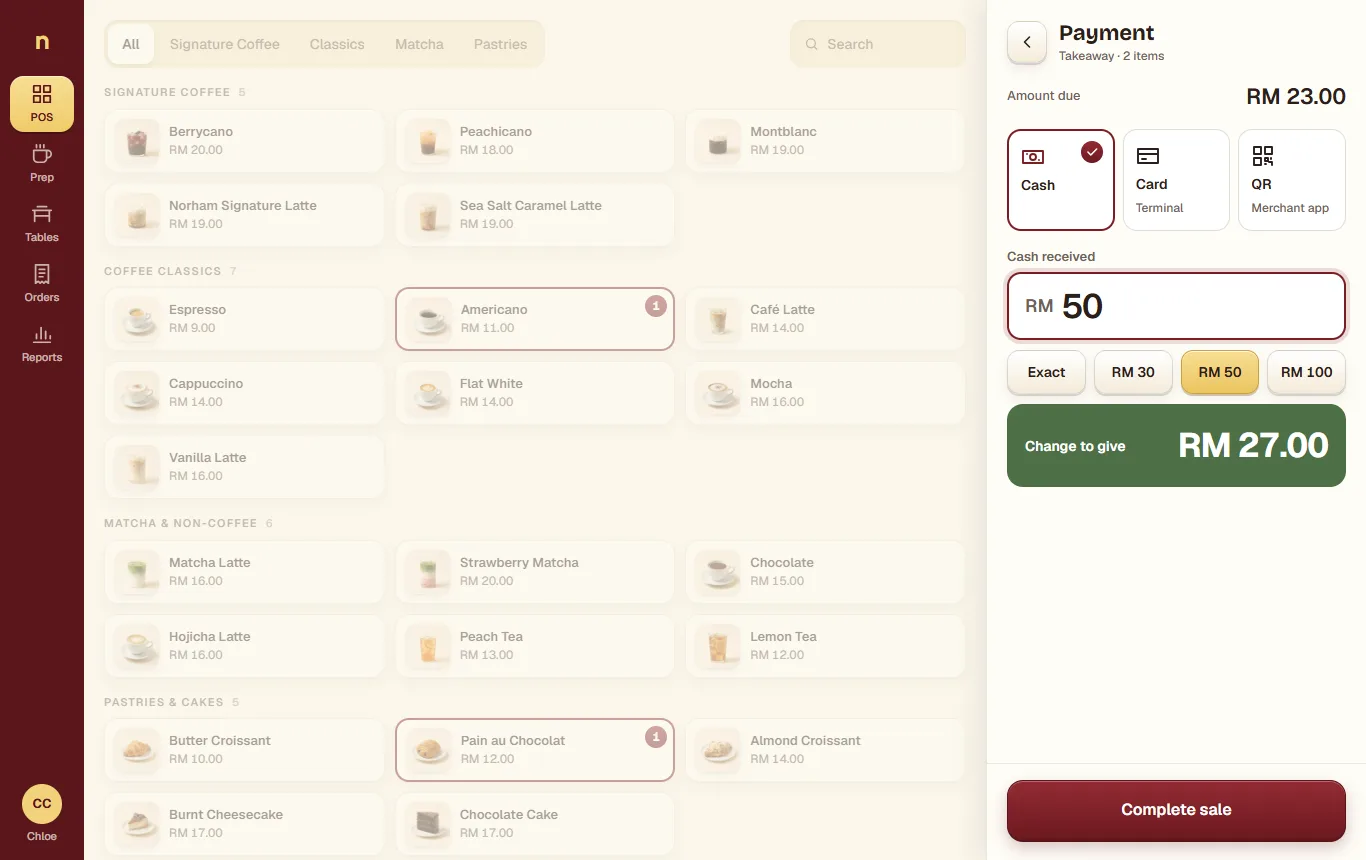 n
POS
Prep
Tables
Orders
Reports
CC
Chloe
All
Signature Coffee
Classics
Matcha
Pastries
Search
SIGNATURE COFFEE 5
Berrycano
RM 20.00
Peachicano
RM 18.00
Montblanc
RM 19.00
Norham Signature Latte
RM 19.00
Sea Salt Caramel Latte
RM 19.00
COFFEE CLASSICS 7
Espresso
RM 9.00
Americano
RM 11.00
1
Café Latte
RM 14.00
Cappuccino
RM 14.00
Flat White
RM 14.00
Mocha
RM 16.00
Vanilla Latte
RM 16.00
MATCHA & NON-COFFEE 6
Matcha Latte
RM 16.00
Strawberry Matcha
RM 20.00
Chocolate
RM 15.00
Hojicha Latte
RM 16.00
Peach Tea
RM 13.00
Lemon Tea
RM 12.00
PASTRIES & CAKES 5
Butter Croissant
RM 10.00
Pain au Chocolat
RM 12.00
1
Almond Croissant
RM 14.00
Burnt Cheesecake
RM 17.00
Chocolate Cake
RM 17.00
Payment
Takeaway · 2 items
Amount due
RM 23.00
Cash
Card
Terminal
QR
Merchant app
Cash received
RM 50
Exact
RM 30
RM 50
RM 100
Change to give
RM 27.00
Complete sale